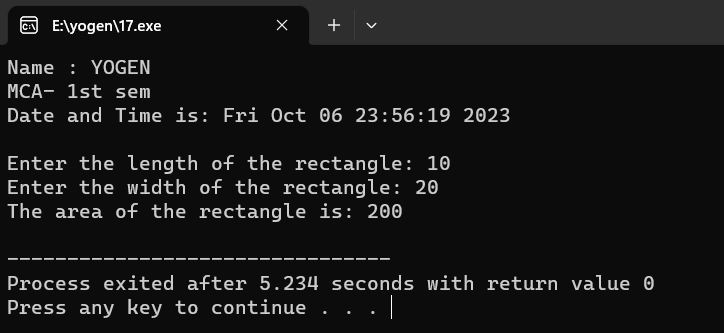 E:\yogen\17.exe
Name : YOGEN
MCA- 1st sem
Date and Time is: Fri Oct 06 23:56:19 2023
Enter the length of the rectangle: 10
Enter the width of the rectangle: 20
The area of the rectangle is: 200
--------------------------------
Process exited after 5.234 seconds with return value 0
Press any key to continue . . .